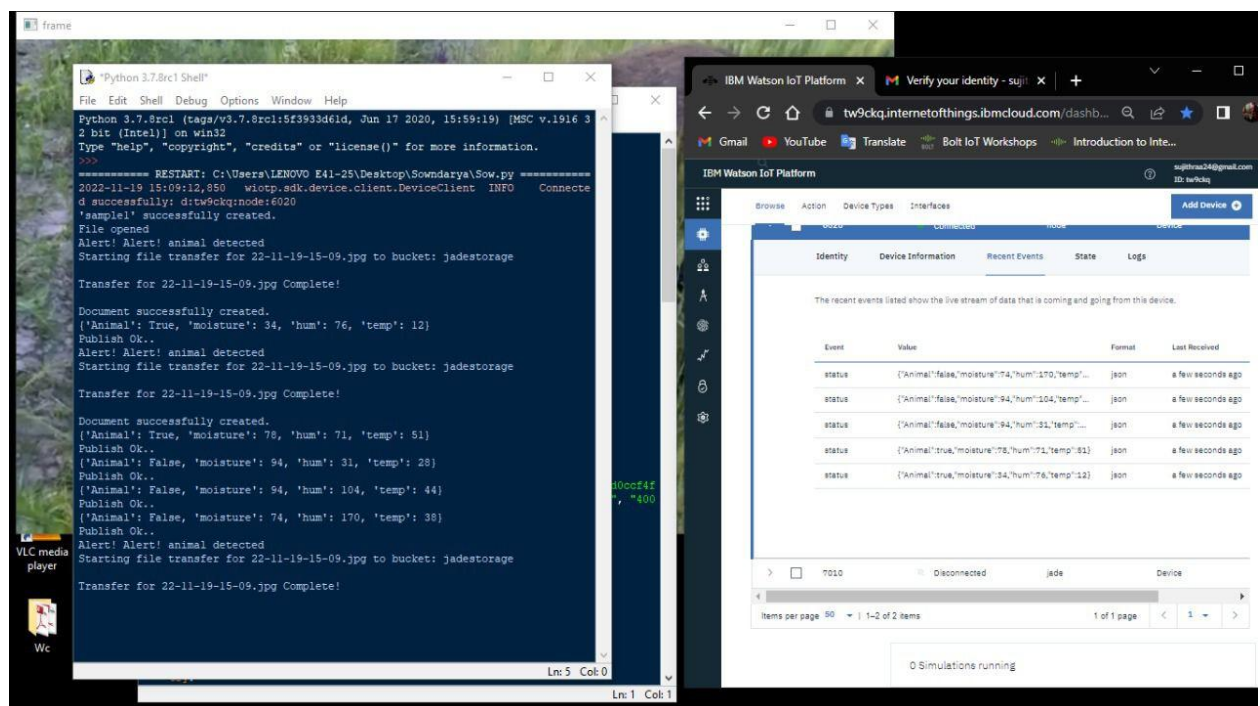 frame
*Python 3.7.8rc1 Shell*
File Edit Shell Debug Options Window Help
Python 3.7.8rc1 (tags/v3.7.8rc1:5f3933d61d, Jun 17 2020, 15:59:19) [MSC v.1916 3
2 bit (Intel)] on win32
Type "help", "copyright", "credits" or "license()" for more information.
>>>
=========== RESTART: C:\Users\LENOVO E41-25\Desktop\Sowndarya\Sow.py ===========
2022-11-19 15:09:12,850 wiotp.sdk.device.client.DeviceClient INFO Connecte
d successfully: d:tw9ckq:node:6020
'sample1' successfully created.
File opened
Alert! Alert! animal detected
Starting file transfer for 22-11-19-15-09.jpg to bucket: jadestorage
Transfer for 22-11-19-15-09.jpg Complete!
Document successfully created.
{'Animal': True, 'moisture': 34, 'hum': 76, 'temp': 12}
Publish Ok..
Alert! Alert! animal detected
Starting file transfer for 22-11-19-15-09.jpg to bucket: jadestorage
Transfer for 22-11-19-15-09.jpg Complete!
Document successfully created.
{'Animal': True, 'moisture': 78, 'hum': 71, 'temp': 51}
Publish Ok..
{'Animal': False, 'moisture': 94, 'hum': 31, 'temp': 28}
Publish Ok..
{'Animal': False, 'moisture': 94, 'hum': 104, 'temp': 44}
Publish Ok..
{'Animal': False, 'moisture': 74, 'hum': 170, 'temp': 38}
Publish Ok..
Alert! Alert! animal detected
Starting file transfer for 22-11-19-15-09.jpg to bucket: jadestorage
Transfer for 22-11-19-15-09.jpg Complete!
Ln: 5 Col: 0
d0ccf4f
", "400
Ln: 1 Col: 1
VLC media
player
Wc
IBM Watson IoT Platform
Verify your identity - sujit
tw9ckq.internetofthings.ibmcloud.com/dashb...
Gmail YouTube Translate Bolt IoT Workshops Introduction to Inte...
IBM Watson IoT Platform
sujithraa24@gmail.com
ID: tw9ckq
Browse Action Device Types Interfaces
Add Device
6020 Connected node Device
Identity Device Information Recent Events State Logs
The recent events listed show the live stream of data that is coming and going from this device.
Event Value Format Last Received
status {"Animal":false,"moisture":74,"hum":170,"temp"... json a few seconds ago
status {"Animal":false,"moisture":94,"hum":104,"temp"... json a few seconds ago
status {"Animal":false,"moisture":94,"hum":31,"temp":... json a few seconds ago
status {"Animal":true,"moisture":78,"hum":71,"temp":51} json a few seconds ago
status {"Animal":true,"moisture":34,"hum":76,"temp":12} json a few seconds ago
7010 Disconnected jade Device
Items per page 50 | 1–2 of 2 items 1 of 1 page 1
0 Simulations running